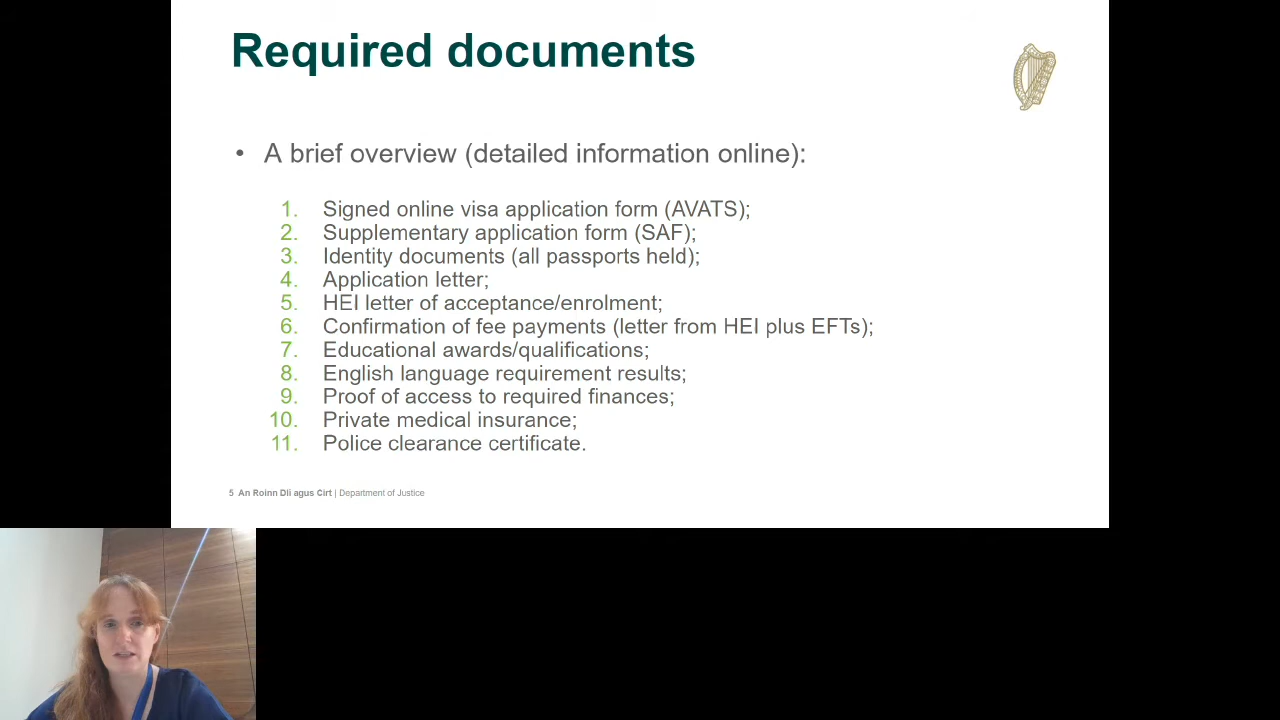 Required documents
• A brief overview (detailed information online):
1. Signed online visa application form (AVATS);
2. Supplementary application form (SAF);
3. Identity documents (all passports held);
4. Application letter;
5. HEI letter of acceptance/enrolment;
6. Confirmation of fee payments (letter from HEI plus EFTs);
7. Educational awards/qualifications;
8. English language requirement results;
9. Proof of access to required finances;
10. Private medical insurance;
11. Police clearance certificate.
5 An Roinn Dlí agus Cirt | Department of Justice